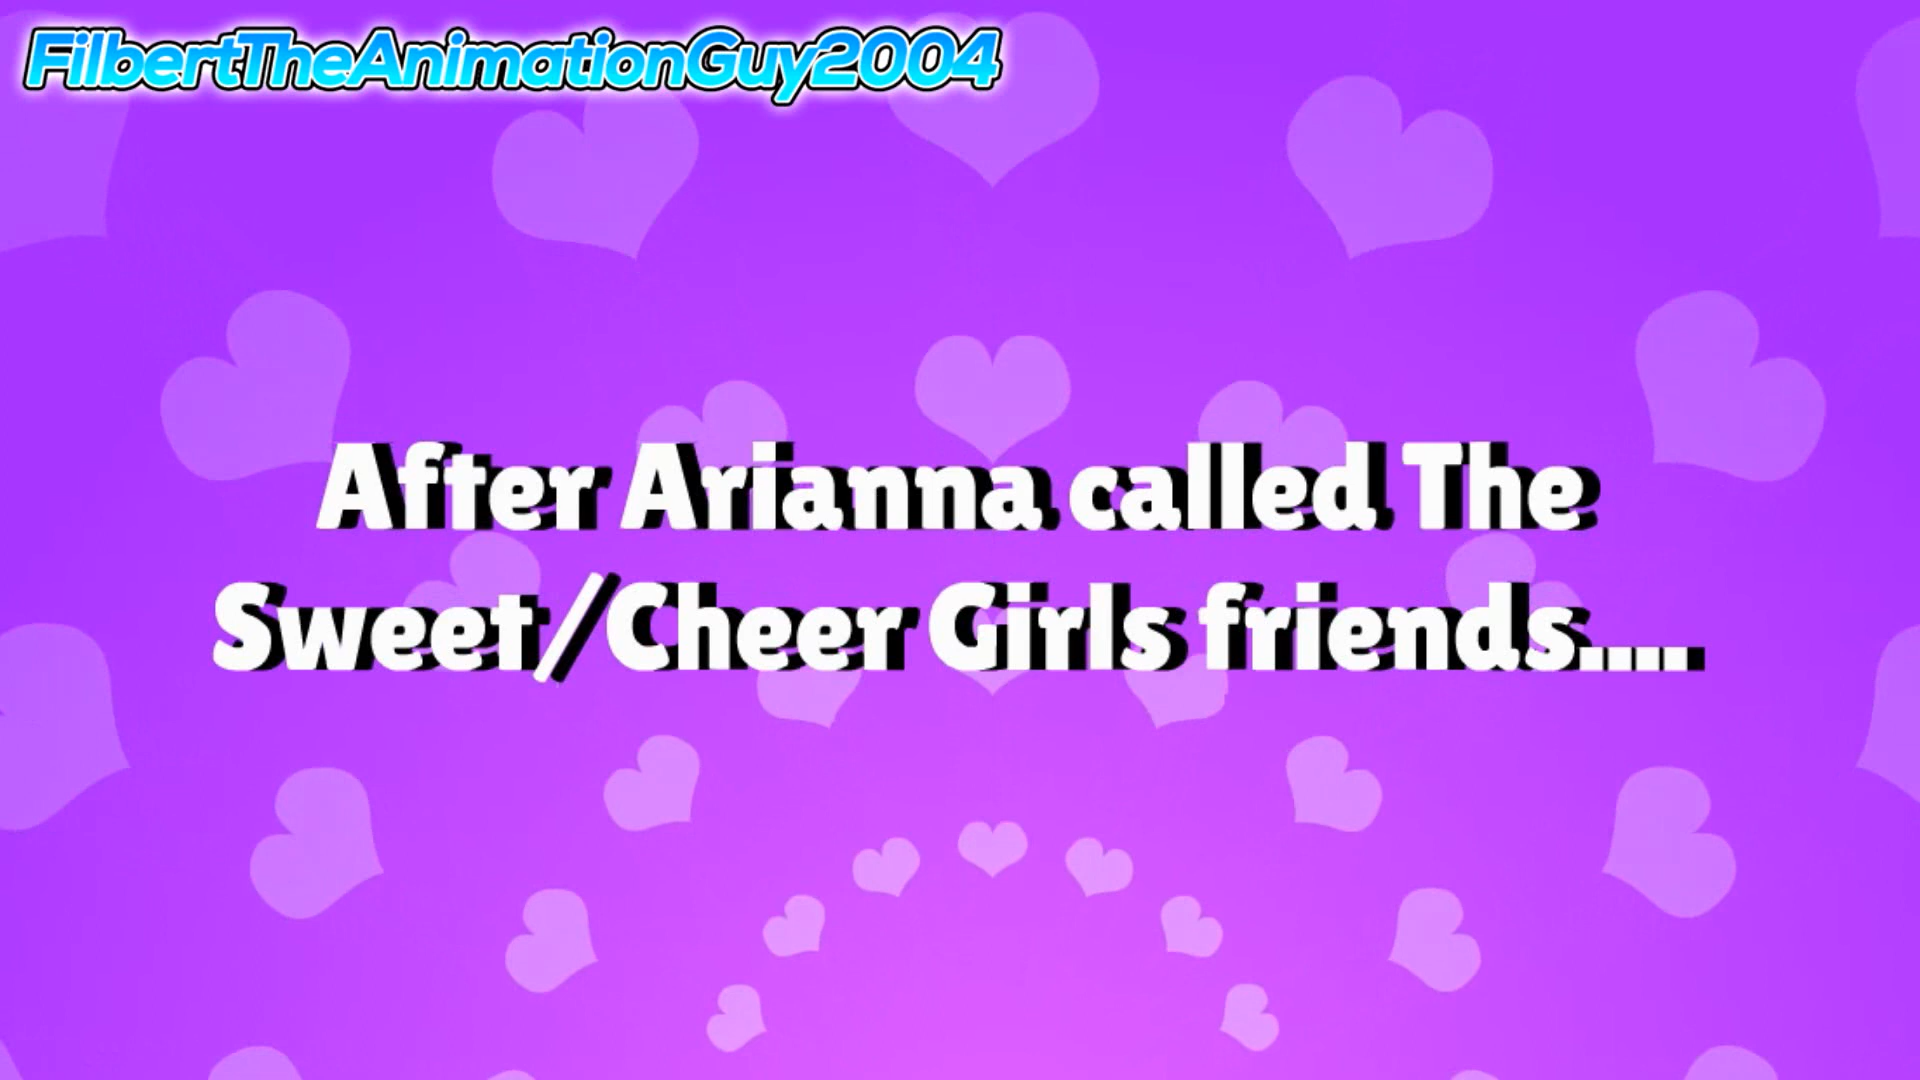 FilbertTheAnimationGuy2004
After Arianna called The
Sweet/Cheer Girls friends....